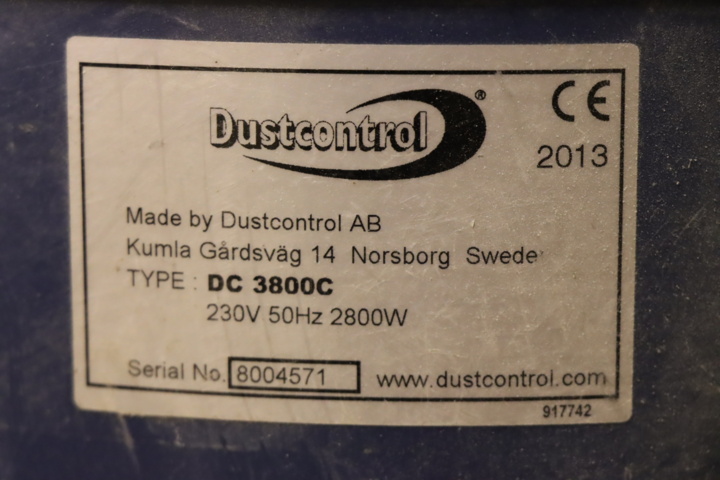 Dustcontrol ®
CE
2013
Made by Dustcontrol AB
Kumla Gårdsväg 14 Norsborg Swede
TYPE : DC 3800C
230V 50Hz 2800W
Serial No. 8004571 www.dustcontrol.com
917742